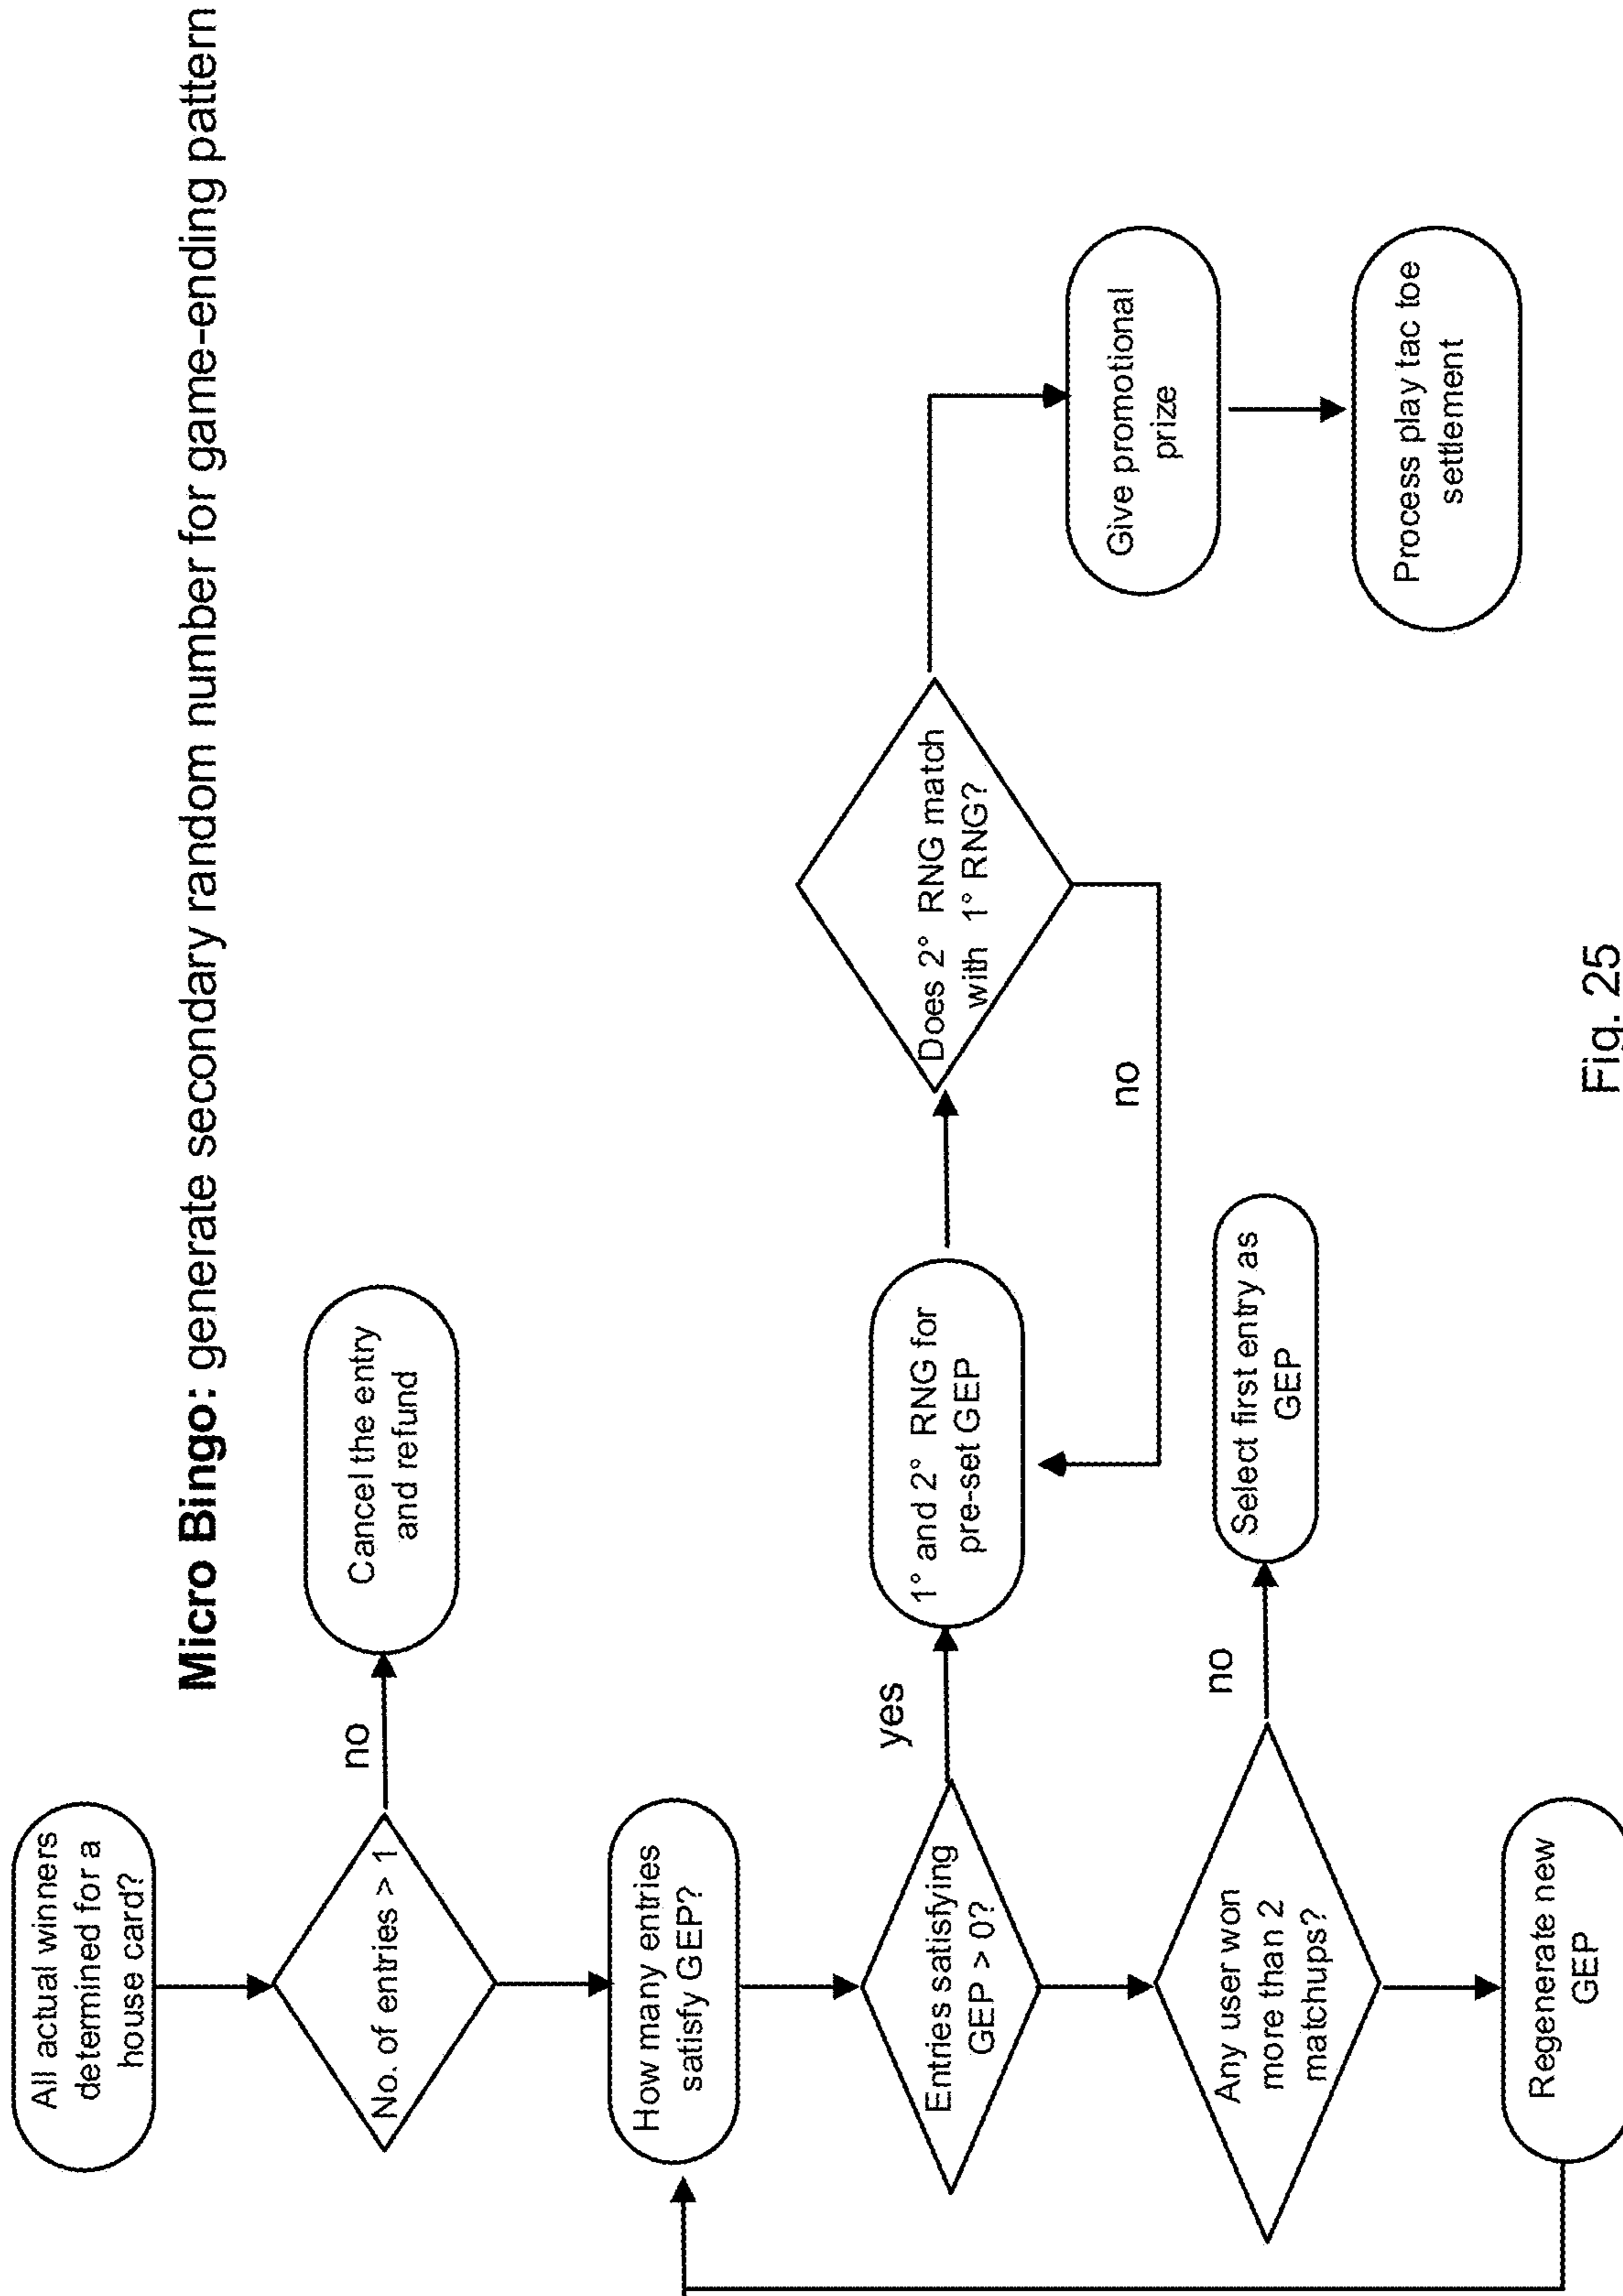 Micro Bingo: generate secondary random number for game-ending pattern
All actual winners
determined for a
house card?
No. of entries > 1
no
Cancel the entry
and refund
How many entries
satisfy GEP?
Entries satisfying
GEP > 0?
yes
1° and 2° RNG for
pre-set GEP
Does 2° RNG match
with 1° RNG?
no
Give promotional
prize
Process play tac toe
settlement
Any user won
more than 2
matchups?
no
Select first entry as
GEP
Regenerate new
GEP
Fig. 25